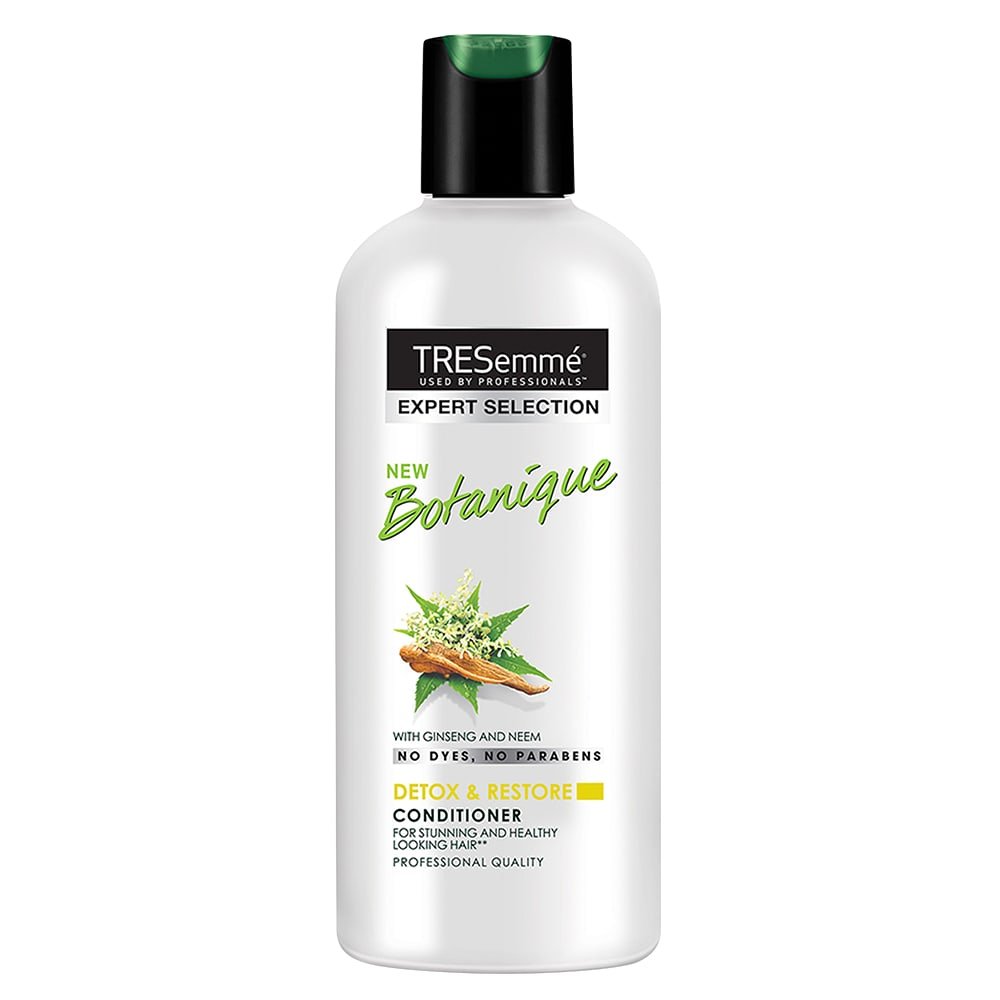 TRESemmé®
USED BY PROFESSIONALS™
EXPERT SELECTION
NEW
Botanique
WITH GINSENG AND NEEM
NO DYES, NO PARABENS
DETOX & RESTORE
CONDITIONER
FOR STUNNING AND HEALTHY
LOOKING HAIR**
PROFESSIONAL QUALITY